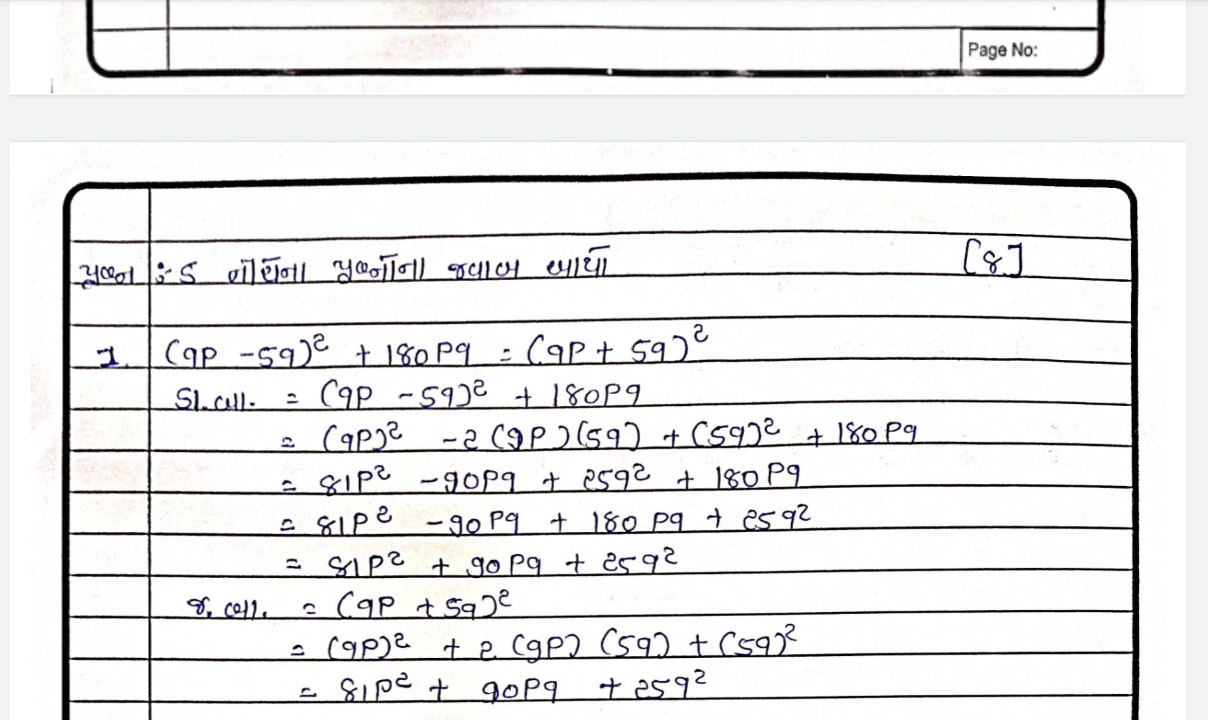 Page No:
પ્રશ્ન :- 5 નીચેના પ્રશ્નોના જવાબ આપો [8]
1. (9P - 5q)² + 180Pq = (9P + 5q)²
ડા.બા. = (9P - 5q)² + 180Pq
= (9P)² - 2(9P)(5q) + (5q)² + 180Pq
= 81P² - 90Pq + 25q² + 180Pq
= 81P² - 90Pq + 180Pq + 25q²
= 81P² + 90Pq + 25q²
જ.બા. = (9P + 5q)²
= (9P)² + 2(9P)(5q) + (5q)²
= 81P² + 90Pq + 25q²